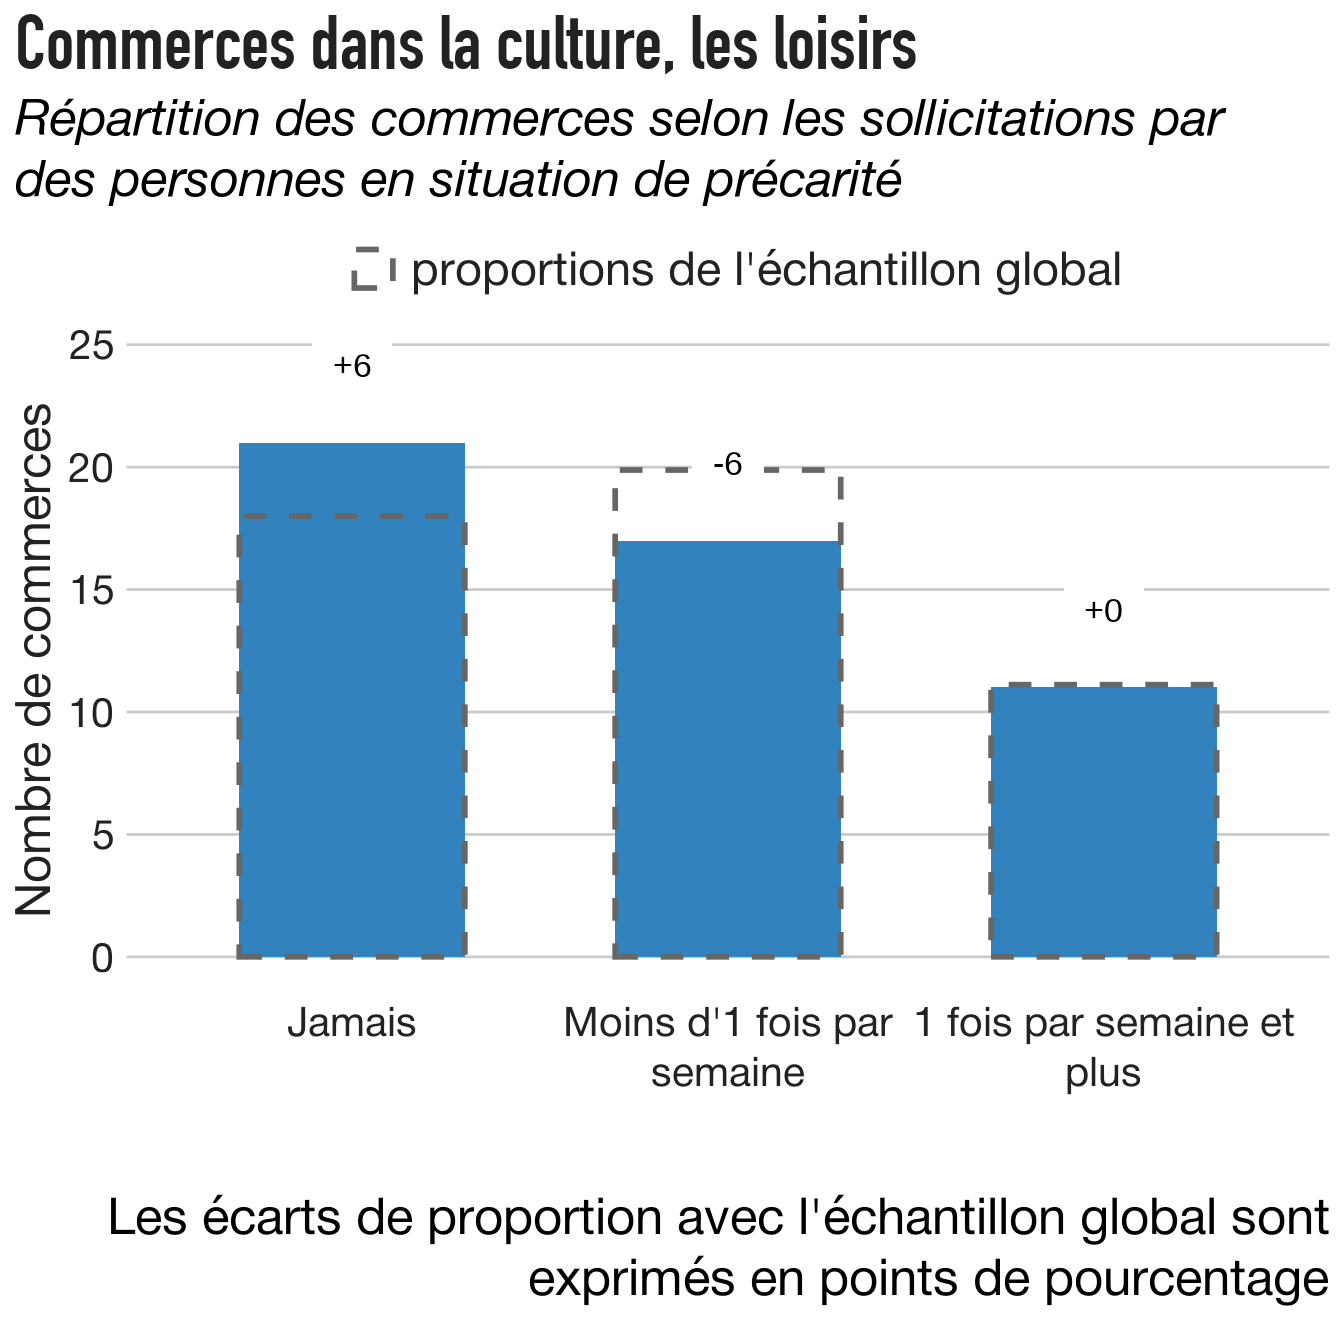 Commerces dans la culture, les loisirs
Répartition des commerces selon les sollicitations par
des personnes en situation de précarité
proportions de l'échantillon global
25
+6
20
-6
15
+0
10
5
0
Nombre de commerces
Jamais
Moins d'1 fois par
semaine
1 fois par semaine et
plus
Les écarts de proportion avec l'échantillon global sont
exprimés en points de pourcentage